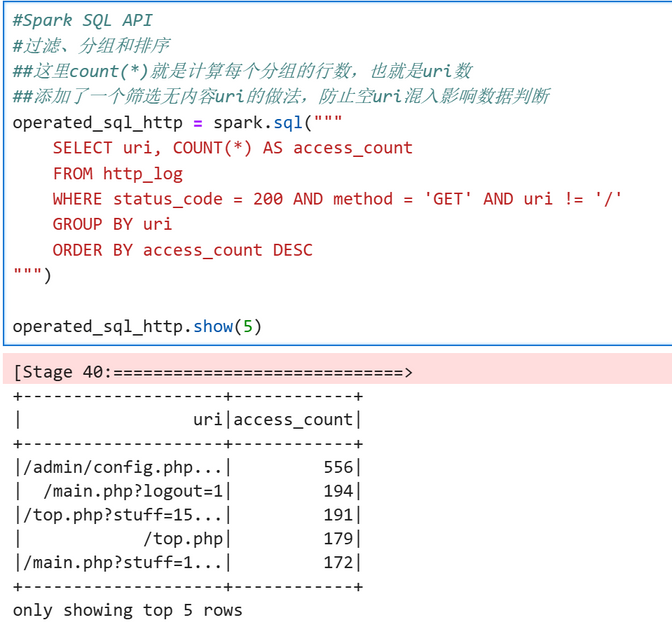 #Spark SQL API
#过滤、分组和排序
##这里count(*)就是计算每个分组的行数，也就是uri数
##添加了一个筛选无内容uri的做法，防止空uri混入影响数据判断
operated_sql_http = spark.sql("""
    SELECT uri, COUNT(*) AS access_count
    FROM http_log
    WHERE status_code = 200 AND method = 'GET' AND uri != '/'
    GROUP BY uri
    ORDER BY access_count DESC
""")
operated_sql_http.show(5)
[Stage 40:=============================>
+--------------------+------------+
|                 uri|access_count|
+--------------------+------------+
|/admin/config.php...|         556|
|  /main.php?logout=1|         194|
|/top.php?stuff=15...|         191|
|            /top.php|         179|
|/main.php?stuff=1...|         172|
+--------------------+------------+
only showing top 5 rows